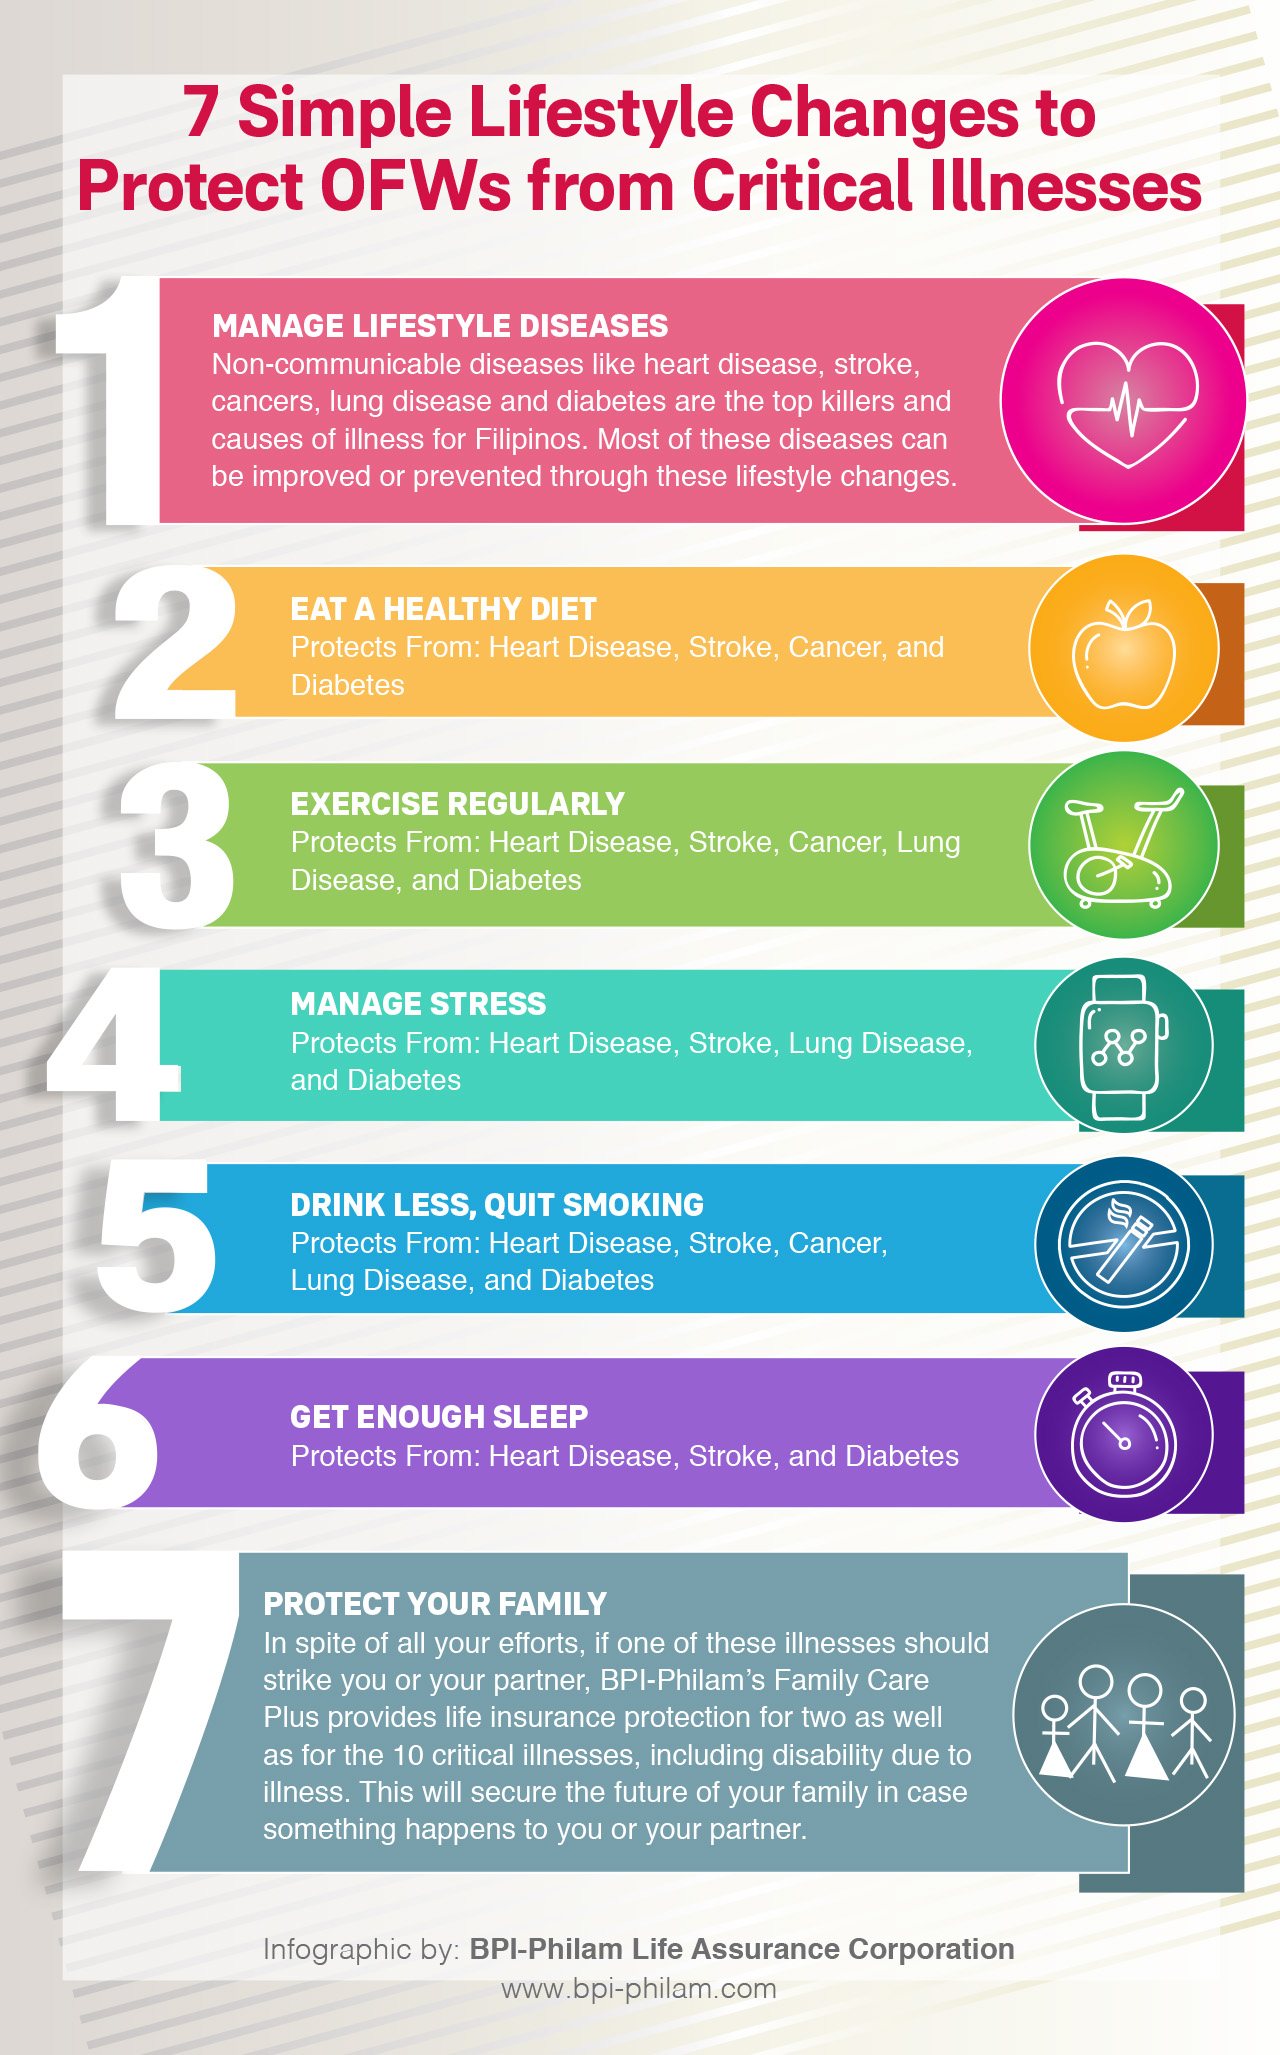 7 Simple Lifestyle Changes to
Protect OFWs from Critical Illnesses
1
MANAGE LIFESTYLE DISEASES
Non-communicable diseases like heart disease, stroke,
cancers, lung disease and diabetes are the top killers and
causes of illness for Filipinos. Most of these diseases can
be improved or prevented through these lifestyle changes.
2
EAT A HEALTHY DIET
Protects From: Heart Disease, Stroke, Cancer, and
Diabetes
3
EXERCISE REGULARLY
Protects From: Heart Disease, Stroke, Cancer, Lung
Disease, and Diabetes
4
MANAGE STRESS
Protects From: Heart Disease, Stroke, Lung Disease,
and Diabetes
5
DRINK LESS, QUIT SMOKING
Protects From: Heart Disease, Stroke, Cancer,
Lung Disease, and Diabetes
6
GET ENOUGH SLEEP
Protects From: Heart Disease, Stroke, and Diabetes
7
PROTECT YOUR FAMILY
In spite of all your efforts, if one of these illnesses should
strike you or your partner, BPI-Philam’s Family Care
Plus provides life insurance protection for two as well
as for the 10 critical illnesses, including disability due to
illness. This will secure the future of your family in case
something happens to you or your partner.
Infographic by: BPI-Philam Life Assurance Corporation
www.bpi-philam.com